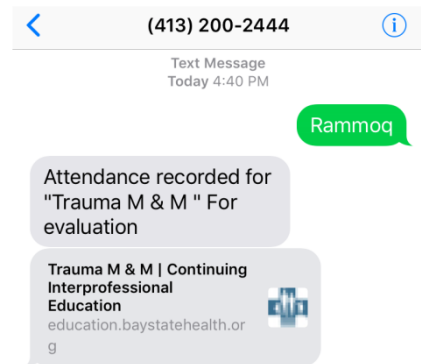 (413) 200-2444
Text Message
Today 4:40 PM
Rammoq
Attendance recorded for
"Trauma M & M " For
evaluation
Trauma M & M | Continuing
Interprofessional
Education
education.baystatehealth.or
g